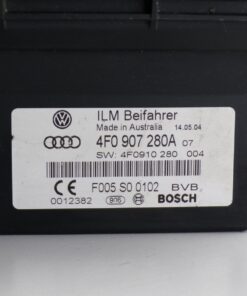 ILM Beifahrer
Made in Australia 14.05.04
4F0 907 280A 07
SW: 4F0910 280 004
CE F005 S0 0102 BVB
0012382 BOSCH